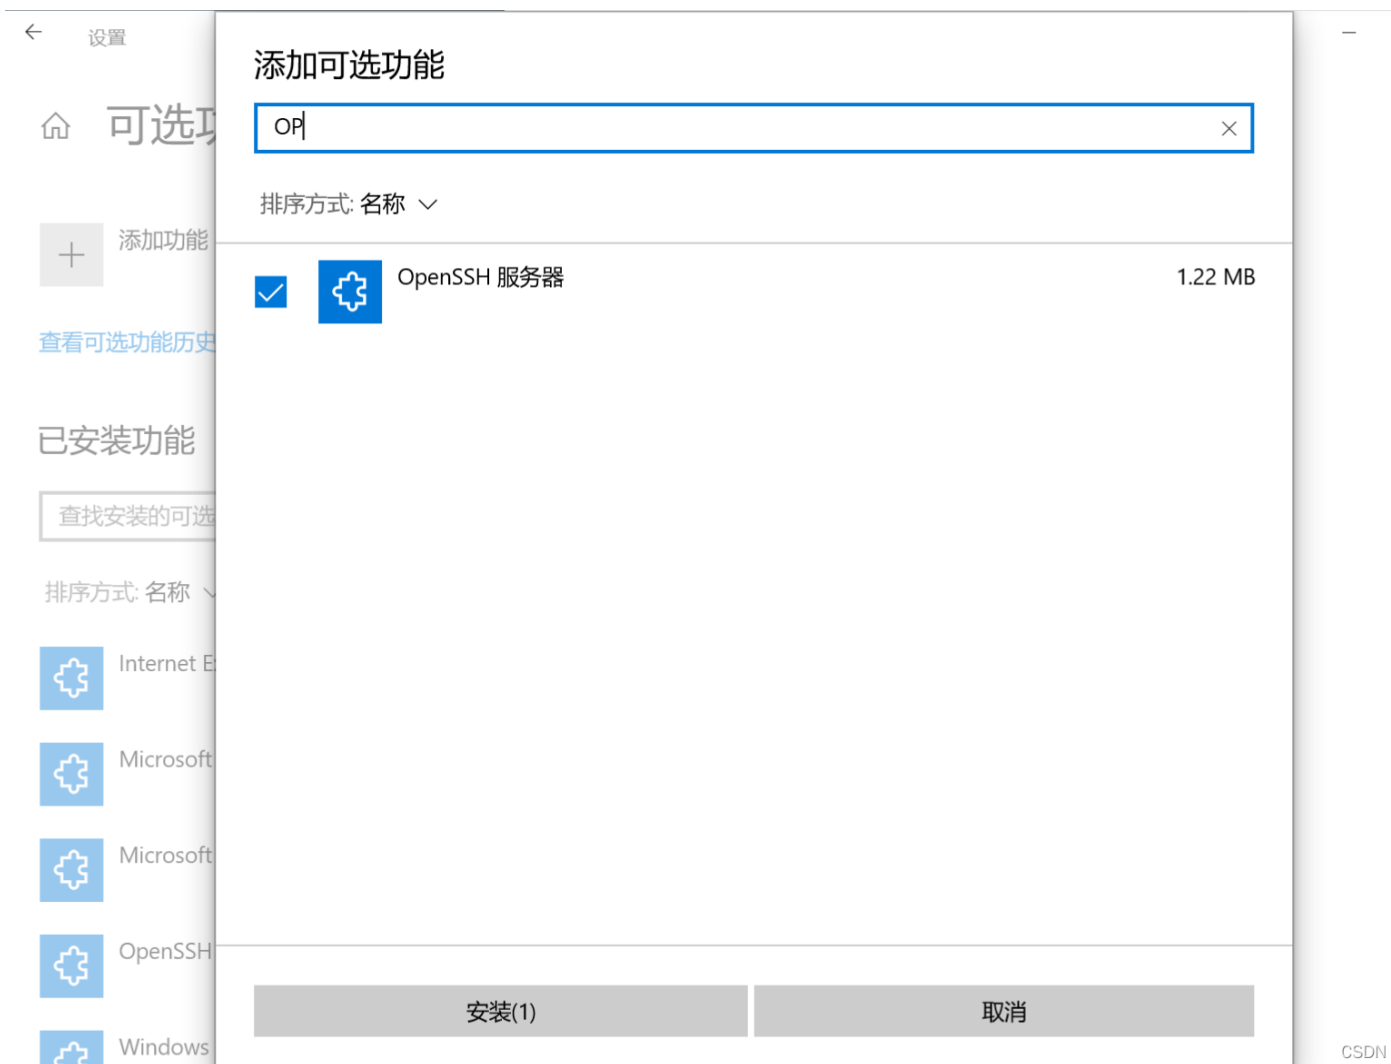 设置
可选功
添加功能
查看可选功能历史
已安装功能
查找安装的可选
排序方式: 名称
Internet E
Microsoft
Microsoft
OpenSSH
Windows
添加可选功能
OP
排序方式: 名称
OpenSSH 服务器
1.22 MB
安装(1)
取消
CSDN